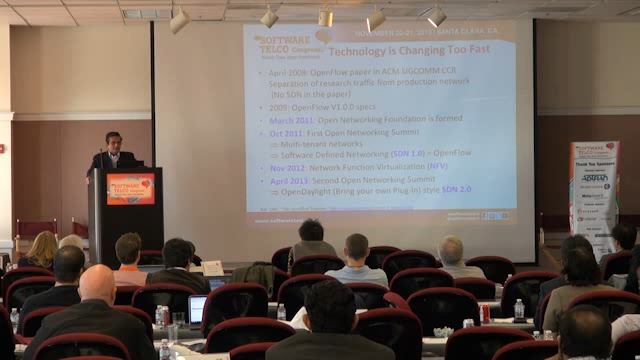 SOFTWARE
TELCO Congress
NOVEMBER 20-21, 2013, SANTA CLARA, CA
Technology is Changing Too Fast
• April 2008: OpenFlow paper in ACM SIGCOMM CCR
Separation of research traffic from production network
(No SDN in the paper)
• 2009: OpenFlow V1.0.0 specs
• March 2011: Open Networking Foundation is formed
• Oct 2011: First Open Networking Summit
⇒ Multi-tenant networks
⇒ Software Defined Networking (SDN 1.0) = OpenFlow
• Nov 2012: Network Function Virtualization (NFV)
• April 2013: Second Open Networking Summit
⇒ OpenDaylight (Bring your own Plug-In) style SDN 2.0
SOFTWARE
TELCO Congress
SOFTWARE
TELCO
Thank You Sponsors
ADTRAN